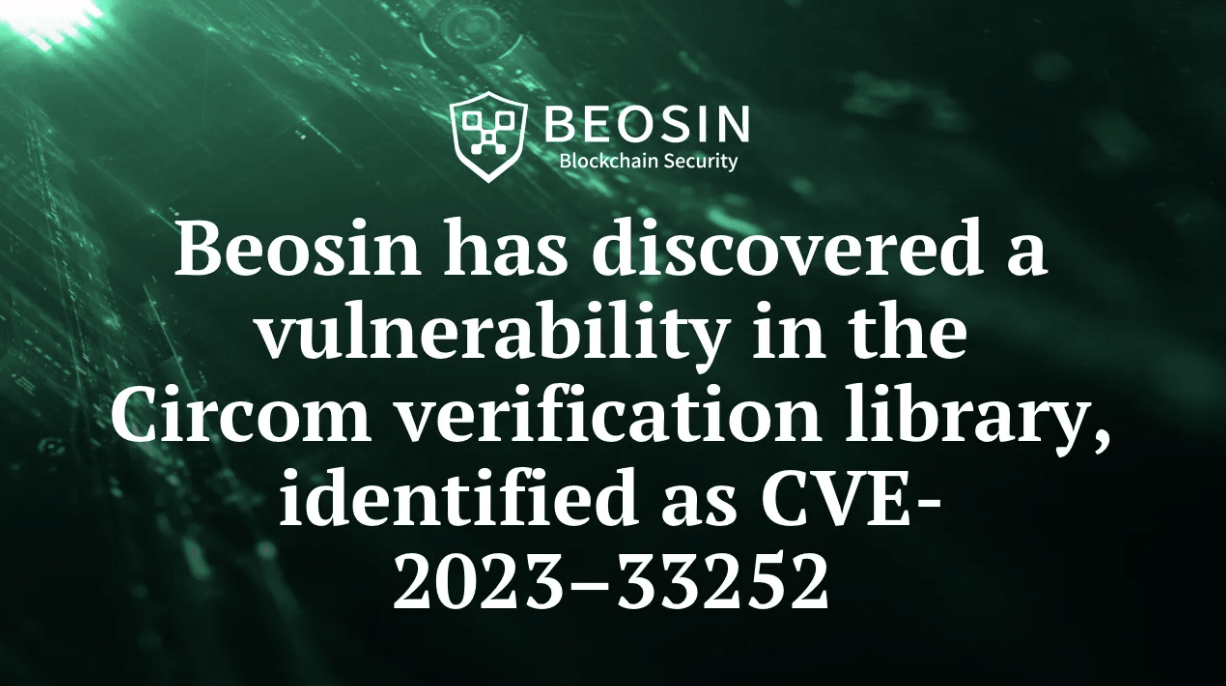 BEOSIN
Blockchain Security
Beosin has discovered a
vulnerability in the
Circom verification library,
identified as CVE-
2023–33252